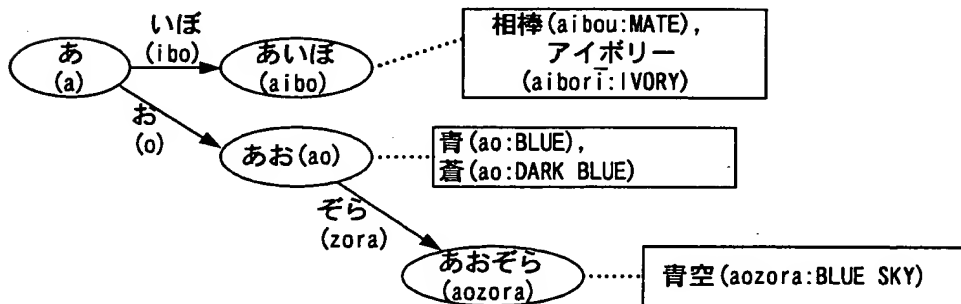 いぼ
(ibo)
あ
(a)
あいぼ
(aibo)
相棒(aibou:MATE),
アイボリー
(aiborī:IVORY)
お
(o)
あお(ao)
青(ao:BLUE),
蒼(ao:DARK BLUE)
ぞら
(zora)
あおぞら
(aozora)
青空(aozora:BLUE SKY)